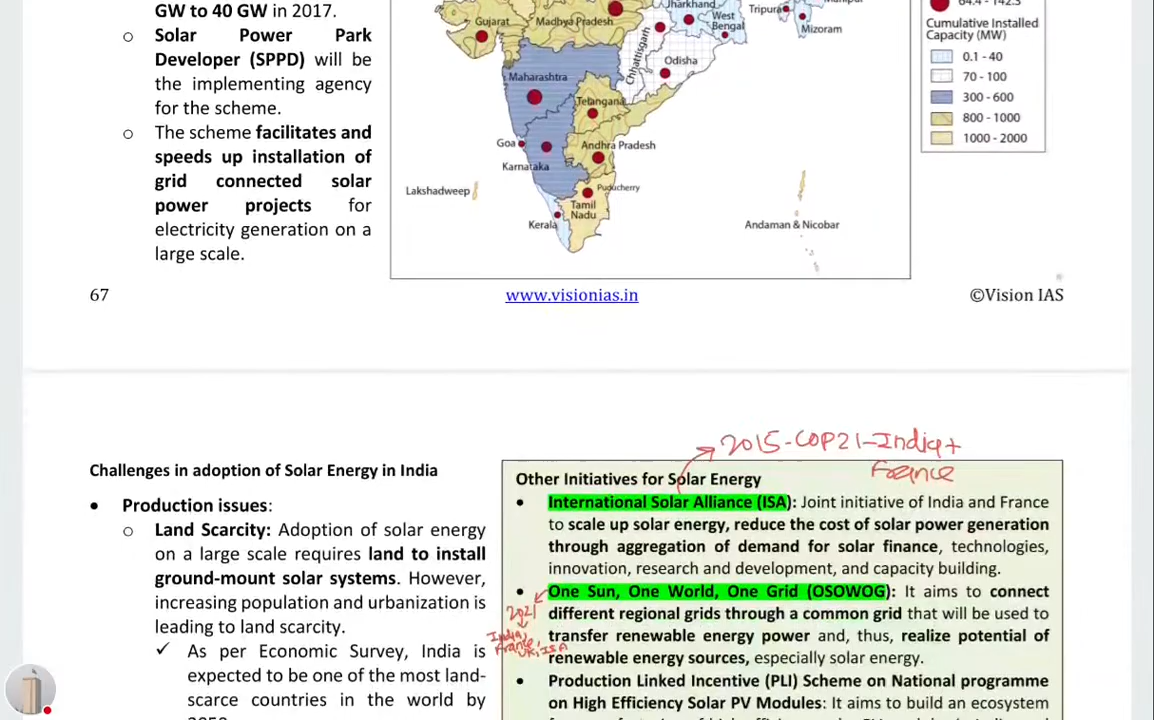 GW to 40 GW in 2017.
o Solar Power Park
Developer (SPPD) will be
the implementing agency
for the scheme.
o The scheme facilitates and
speeds up installation of
grid connected solar
power projects for
electricity generation on a
large scale.
Gujarat
Madhya Pradesh
Jharkhand
West
Bengal
Tripura
Mizoram
Chhattisgarh
Odisha
Maharashtra
Telangana
Goa
Karnataka
Andhra Pradesh
Lakshadweep
Puducherry
Tamil
Nadu
Kerala
Andaman & Nicobar
64.4 - 142.3
Cumulative Installed
Capacity (MW)
0.1 - 40
70 - 100
300 - 600
800 - 1000
1000 - 2000
67
www.visionias.in
©Vision IAS
2015-COP21-India+
France
Challenges in adoption of Solar Energy in India
• Production issues:
o Land Scarcity: Adoption of solar energy
on a large scale requires land to install
ground-mount solar systems. However,
increasing population and urbanization is
leading to land scarcity.
✓ As per Economic Survey, India is
expected to be one of the most land-
scarce countries in the world by
Other Initiatives for Solar Energy
• International Solar Alliance (ISA): Joint initiative of India and France
to scale up solar energy, reduce the cost of solar power generation
through aggregation of demand for solar finance, technologies,
innovation, research and development, and capacity building.
• One Sun, One World, One Grid (OSOWOG): It aims to connect
different regional grids through a common grid that will be used to
transfer renewable energy power and, thus, realize potential of
renewable energy sources, especially solar energy.
• Production Linked Incentive (PLI) Scheme on National programme
on High Efficiency Solar PV Modules: It aims to build an ecosystem
2021
India,
France,
UK, ISA